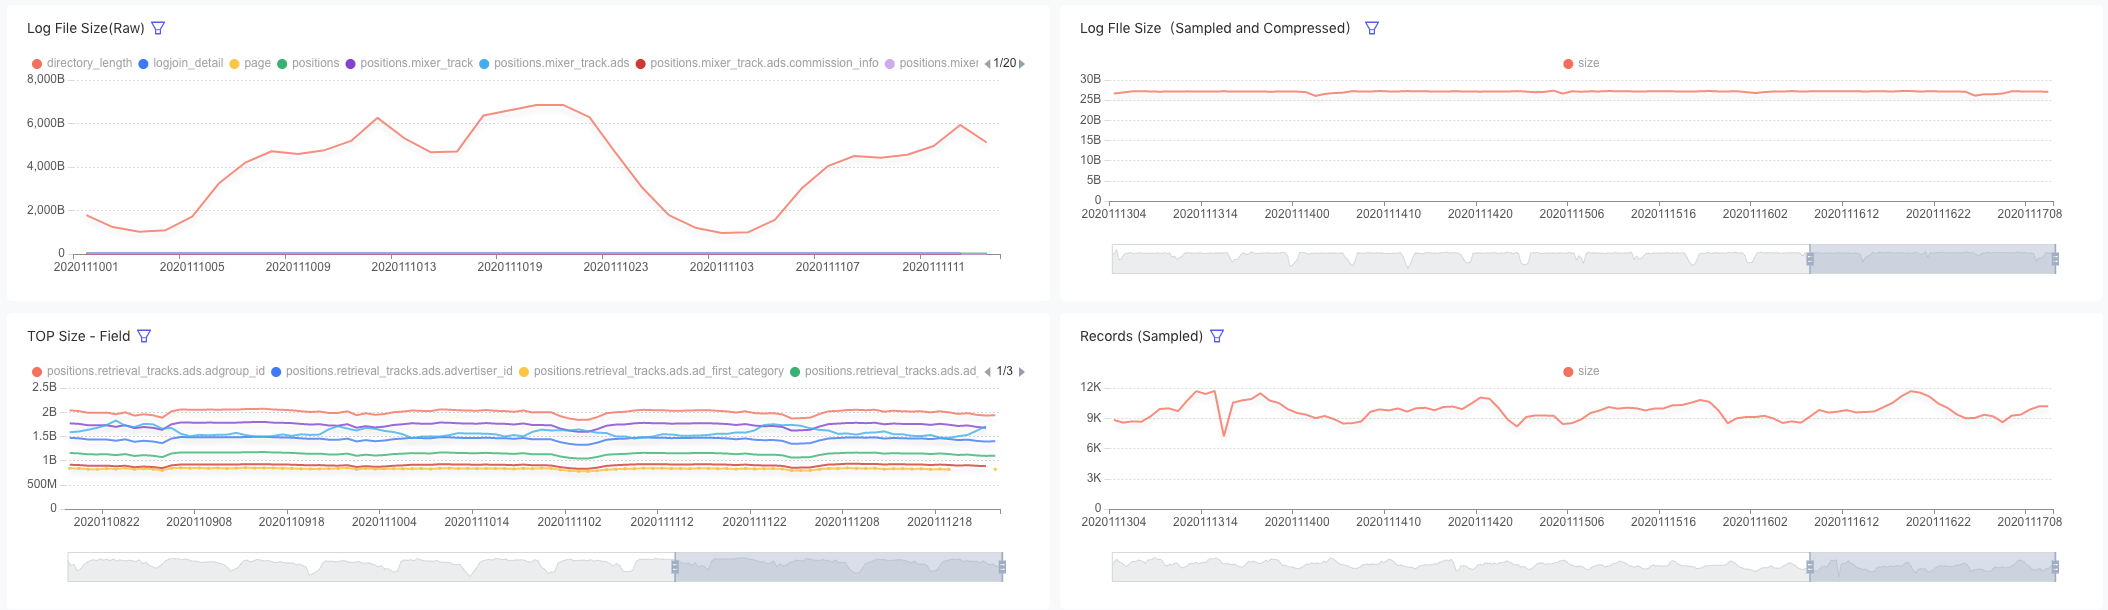 Log File Size(Raw)
directory_length logjoin_detail page positions positions.mixer_track positions.mixer_track.ads positions.mixer_track.ads.commission_info positions.mixer 1/20
8,000B
6,000B
4,000B
2,000B
0
2020111001 2020111005 2020111009 2020111013 2020111019 2020111023 2020111103 2020111107 2020111111
Log FIle Size (Sampled and Compressed)
size
30B
25B
20B
15B
10B
5B
0
2020111304 2020111314 2020111400 2020111410 2020111420 2020111506 2020111516 2020111602 2020111612 2020111622 2020111708
TOP Size - Field
positions.retrieval_tracks.ads.adgroup_id positions.retrieval_tracks.ads.advertiser_id positions.retrieval_tracks.ads.ad_first_category positions.retrieval_tracks.ads.ad_ 1/3
2.5B
2B
1.5B
1B
500M
0
2020110822 2020110908 2020110918 2020111004 2020111014 2020111102 2020111112 2020111122 2020111208 2020111218
Records (Sampled)
size
12K
9K
6K
3K
0
2020111304 2020111314 2020111400 2020111410 2020111420 2020111506 2020111516 2020111602 2020111612 2020111622 2020111708